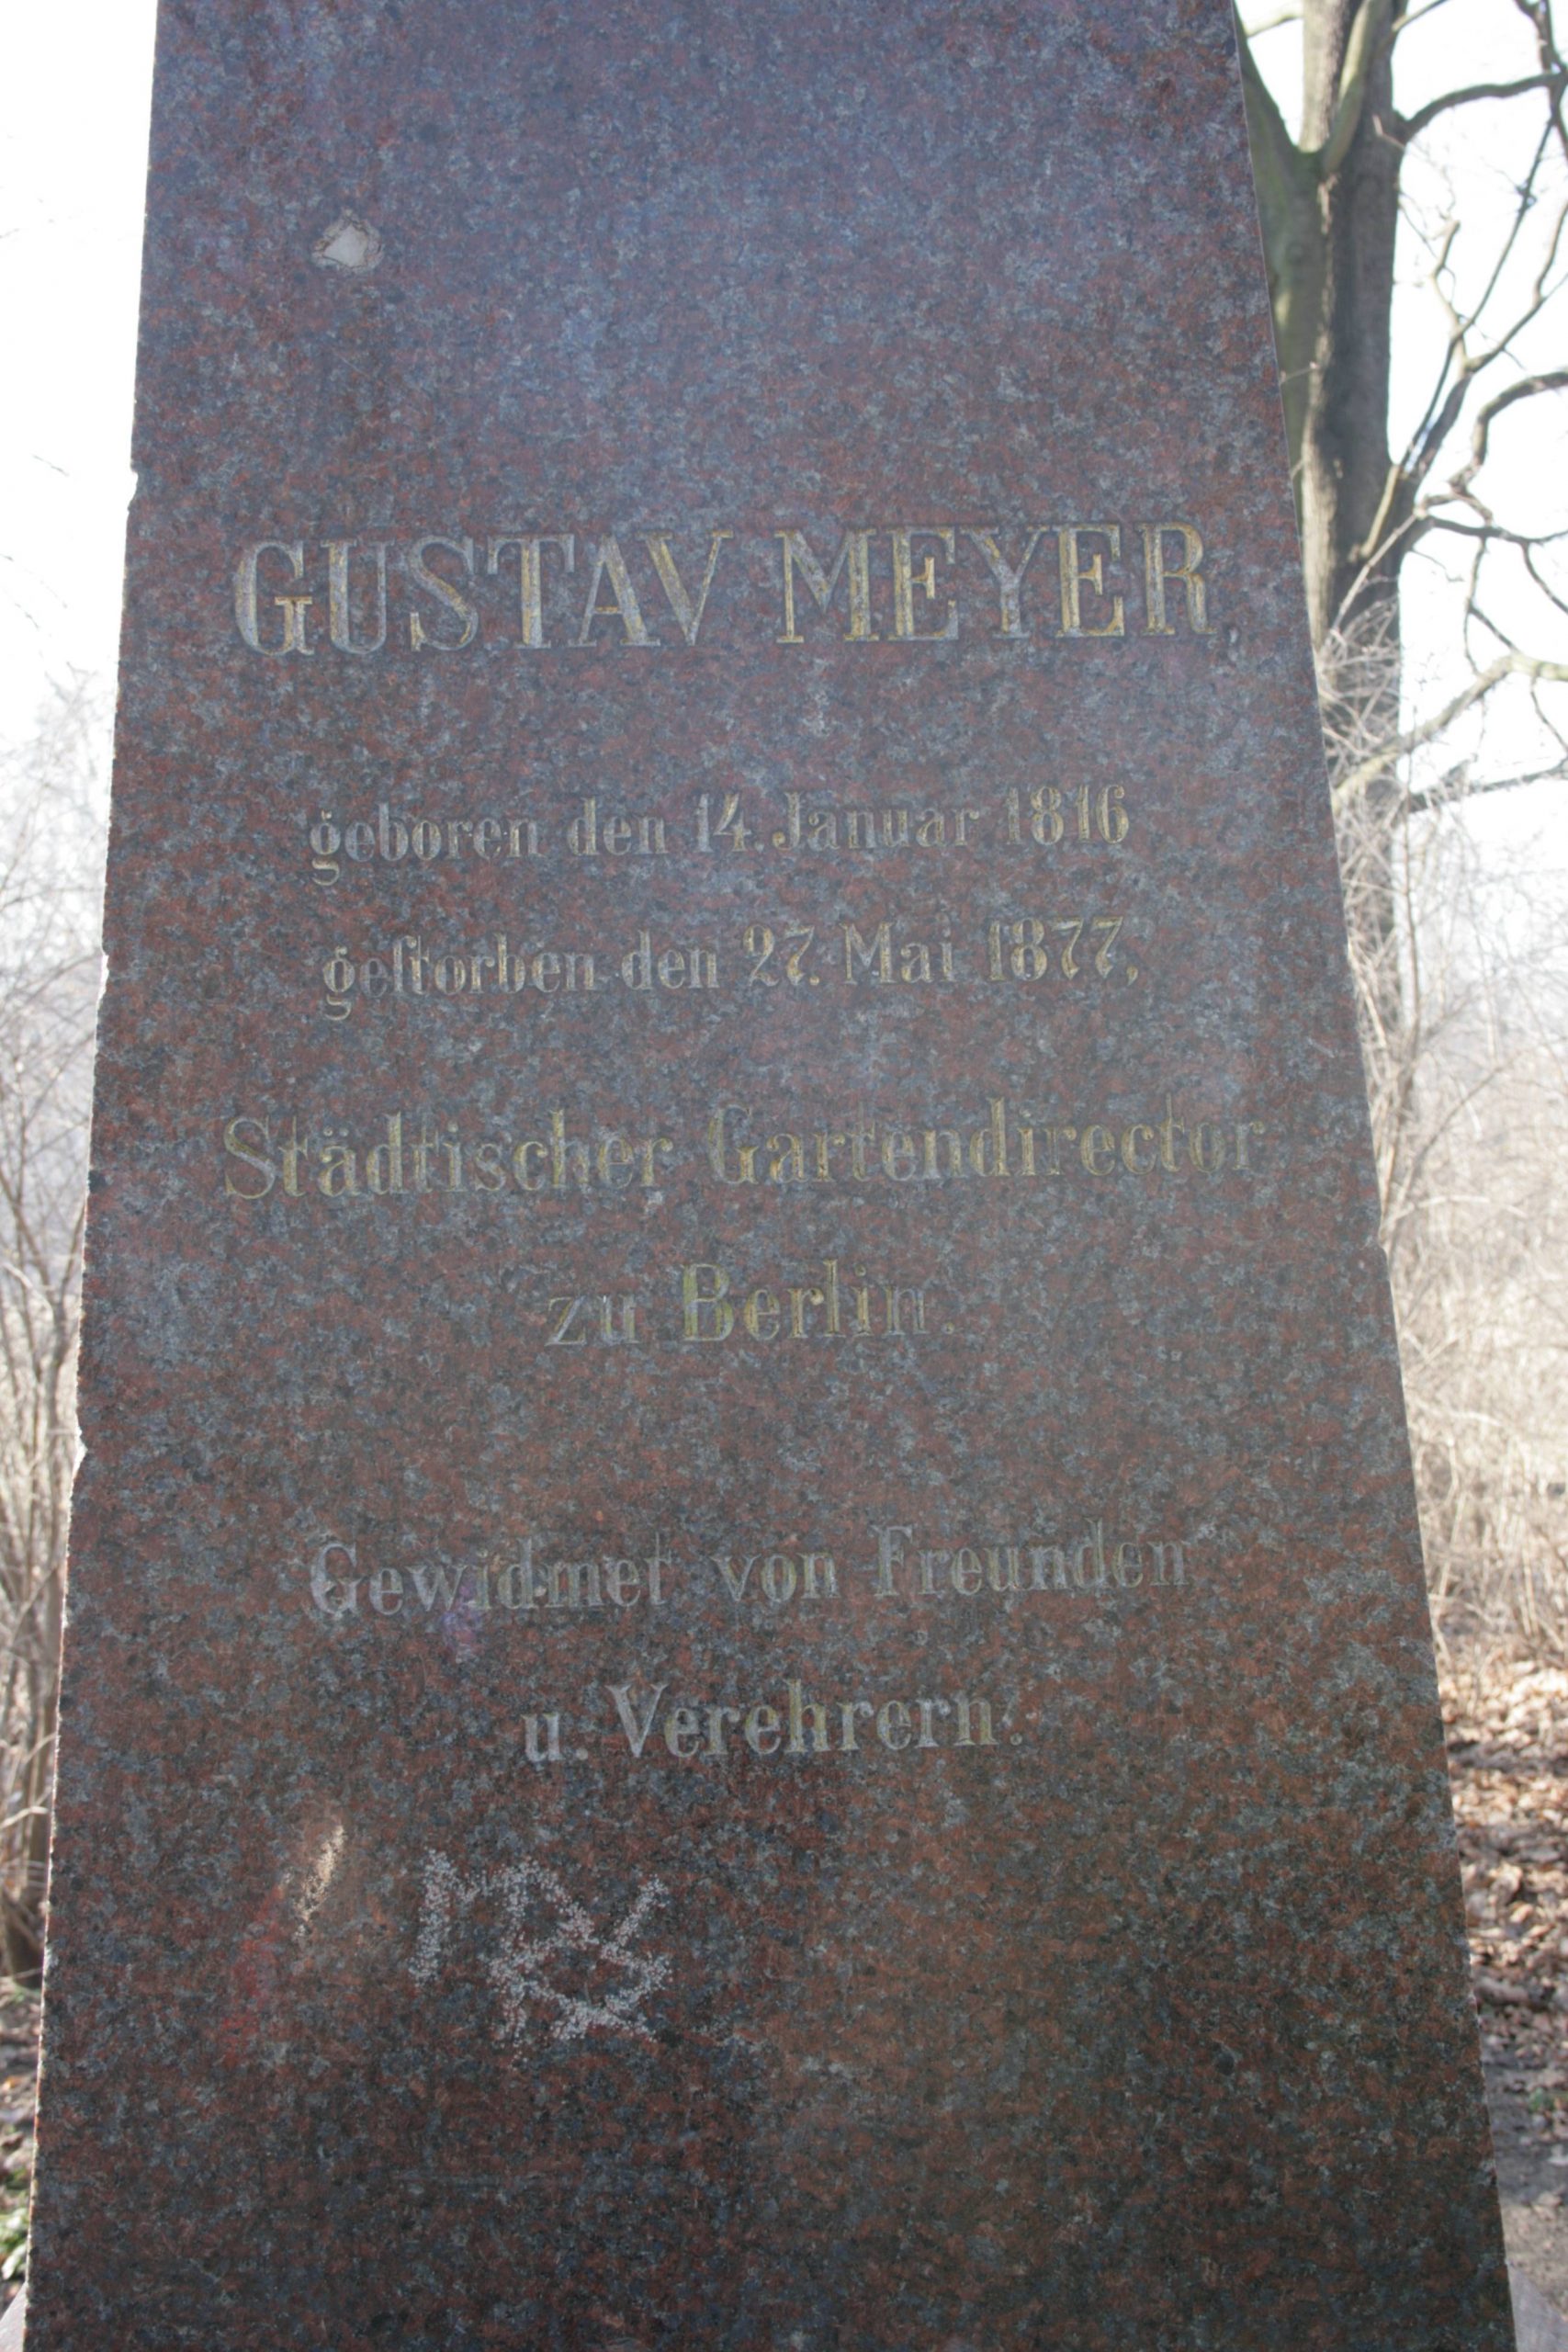 GUSTAV MEYER
geboren den 14. Januar 1816
geſtorben den 27. Mai 1877,
Städtischer Gartendirector
zu Berlin.
Gewidmet von Freunden
u. Verehrern.